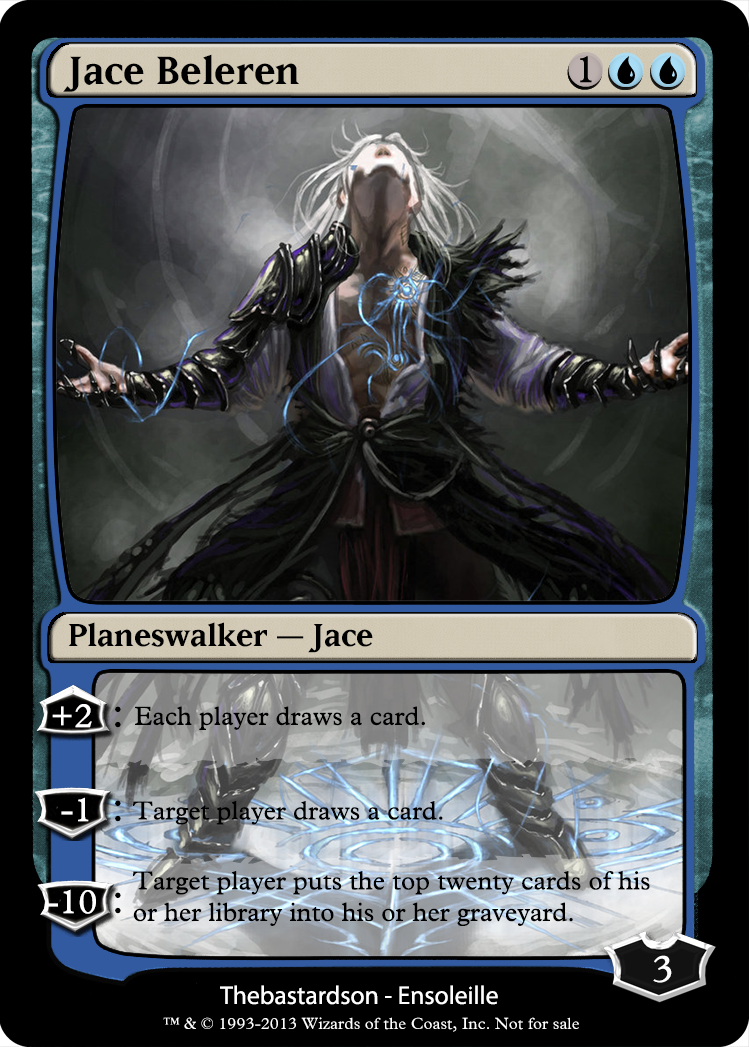 Jace Beleren 1
Planeswalker — Jace
+2: Each player draws a card.
-1: Target player draws a card.
-10: Target player puts the top twenty cards of his
or her library into his or her graveyard.
3
Thebastardson - Ensoleille
™ & © 1993-2013 Wizards of the Coast, Inc. Not for sale